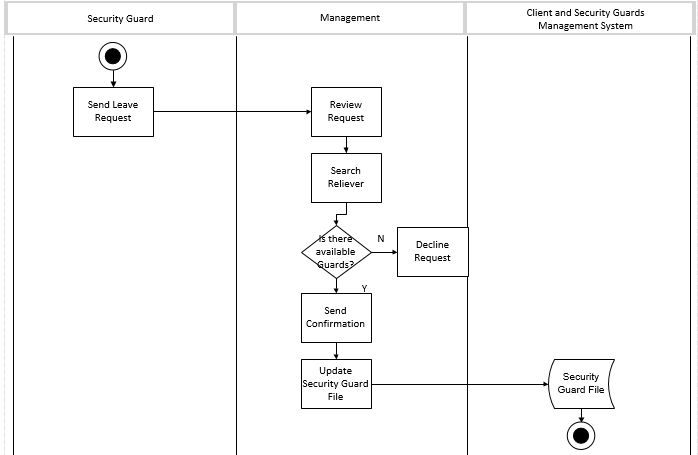 Security Guard
Management
Client and Security Guards
Management System
Send Leave
Request
Review
Request
Search
Reliever
Is there
available
Guards?
N
Decline
Request
Y
Send
Confirmation
Update
Security Guard
File
Security
Guard File